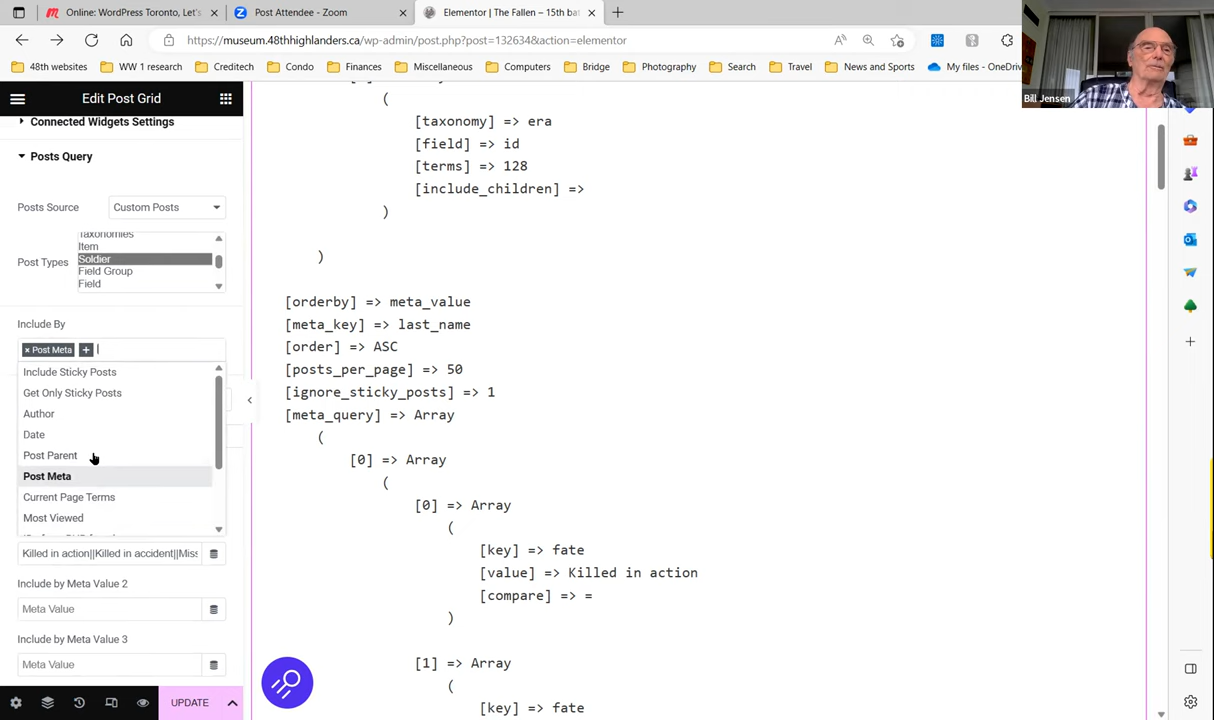 Online: WordPress Toronto, Let's
Post Attendee - Zoom
Elementor | The Fallen – 15th bat
https://museum.48thhighlanders.ca/wp-admin/post.php?post=132634&action=elementor
48th websites
WW 1 research
Creditech
Condo
Finances
Miscellaneous
Computers
Bridge
Photography
Search
Travel
News and Sports
My files - OneDriv
Bill Jensen
Edit Post Grid
Connected Widgets Settings
Posts Query
Posts Source
Custom Posts
Post Types
Taxonomies
Item
Soldier
Field Group
Field
Include By
× Post Meta
+
Include Sticky Posts
Get Only Sticky Posts
Author
Date
Post Parent
Post Meta
Current Page Terms
Most Viewed
Killed in action||Killed in accident||Miss
Include by Meta Value 2
Meta Value
Include by Meta Value 3
Meta Value
UPDATE
(
[taxonomy] => era
[field] => id
[terms] => 128
[include_children] =>
)
)
[orderby] => meta_value
[meta_key] => last_name
[order] => ASC
[posts_per_page] => 50
[ignore_sticky_posts] => 1
[meta_query] => Array
(
[0] => Array
(
[0] => Array
(
[key] => fate
[value] => Killed in action
[compare] => =
)
[1] => Array
(
[key] => fate